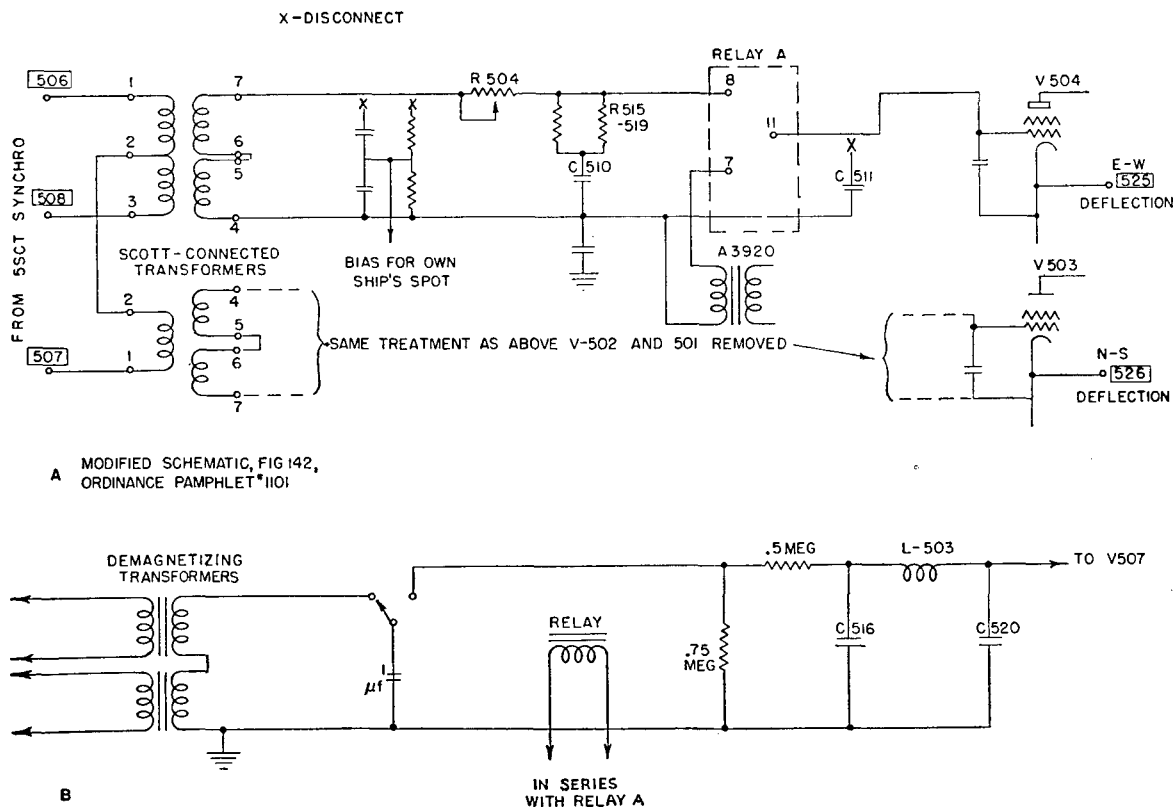 X-DISCONNECT
RELAY A
506
1
7
R 504
8
V 504
R 515
-519
11
2
6
5
C 510
7
C 511
E-W
525
DEFLECTION
508
3
4
FROM 5SCT SYNCHRO
SCOTT-CONNECTED
TRANSFORMERS
BIAS FOR OWN
SHIP'S SPOT
A 3920
V 503
2
4
5
SAME TREATMENT AS ABOVE V-502 AND 501 REMOVED
6
507
1
7
N-S
526
DEFLECTION
A MODIFIED SCHEMATIC, FIG 142,
ORDINANCE PAMPHLET #1101
DEMAGNETIZING
TRANSFORMERS
.5 MEG
L-503
TO V507
RELAY
1
μf
.75
MEG
C 516
C 520
IN SERIES
WITH RELAY A
B